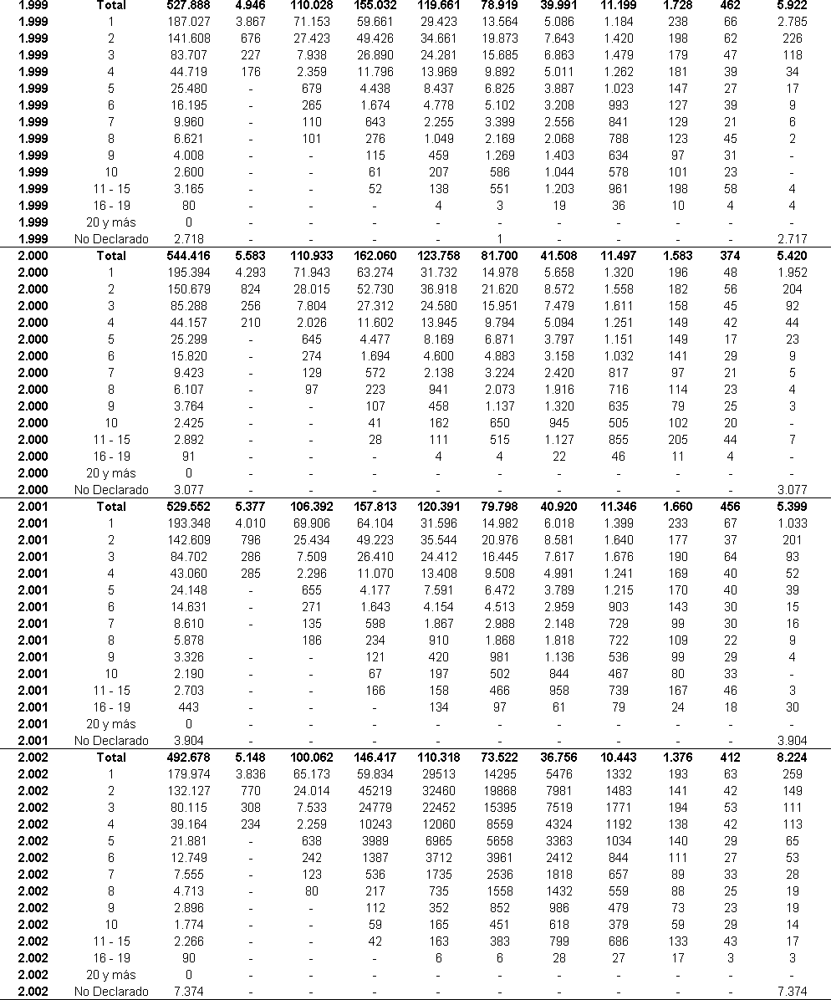 1.999 Total 527.888 4.946 110.028 155.032 119.661 78.919 39.991 11.199 1.728 462 5.922
1.999 1 187.027 3.867 71.153 59.661 29.423 13.564 5.086 1.184 238 66 2.785
1.999 2 141.608 676 27.423 49.426 34.661 19.873 7.643 1.420 198 62 226
1.999 3 83.707 227 7.938 26.890 24.281 15.685 6.863 1.479 179 47 118
1.999 4 44.719 176 2.359 11.796 13.969 9.892 5.011 1.262 181 39 34
1.999 5 25.480 - 679 4.438 8.437 6.825 3.887 1.023 147 27 17
1.999 6 16.195 - 265 1.674 4.778 5.102 3.208 993 127 39 9
1.999 7 9.960 - 110 643 2.255 3.399 2.556 841 129 21 6
1.999 8 6.621 - 101 276 1.049 2.169 2.068 788 123 45 2
1.999 9 4.008 - - 115 459 1.269 1.403 634 97 31 -
1.999 10 2.600 - - 61 207 586 1.044 578 101 23 -
1.999 11 - 15 3.165 - - 52 138 551 1.203 961 198 58 4
1.999 16 - 19 80 - - - 4 3 19 36 10 4 4
1.999 20 y más 0 - - - - - - - - - -
1.999 No Declarado 2.718 - - - - 1 - - - - 2.717
2.000 Total 544.416 5.583 110.933 162.060 123.758 81.700 41.508 11.497 1.583 374 5.420
2.000 1 195.394 4.293 71.943 63.274 31.732 14.978 5.658 1.320 196 48 1.952
2.000 2 150.679 824 28.015 52.730 36.918 21.620 8.572 1.558 182 56 204
2.000 3 85.288 256 7.804 27.312 24.580 15.951 7.479 1.611 158 45 92
2.000 4 44.157 210 2.026 11.602 13.945 9.794 5.094 1.251 149 42 44
2.000 5 25.299 - 645 4.477 8.169 6.871 3.797 1.151 149 17 23
2.000 6 15.820 - 274 1.694 4.600 4.883 3.158 1.032 141 29 9
2.000 7 9.423 - 129 572 2.138 3.224 2.420 817 97 21 5
2.000 8 6.107 - 97 223 941 2.073 1.916 716 114 23 4
2.000 9 3.764 - - 107 458 1.137 1.320 635 79 25 3
2.000 10 2.425 - - 41 162 650 945 505 102 20 -
2.000 11 - 15 2.892 - - 28 111 515 1.127 855 205 44 7
2.000 16 - 19 91 - - - 4 4 22 46 11 4 -
2.000 20 y más 0 - - - - - - - - - -
2.000 No Declarado 3.077 - - - - - - - - - 3.077
2.001 Total 529.552 5.377 106.392 157.813 120.391 79.798 40.920 11.346 1.660 456 5.399
2.001 1 193.348 4.010 69.906 64.104 31.596 14.982 6.018 1.399 233 67 1.033
2.001 2 142.609 796 25.434 49.223 35.544 20.976 8.581 1.640 177 37 201
2.001 3 84.702 286 7.509 26.410 24.412 16.445 7.617 1.676 190 64 93
2.001 4 43.060 285 2.296 11.070 13.408 9.508 4.991 1.241 169 40 52
2.001 5 24.148 - 655 4.177 7.591 6.472 3.789 1.215 170 40 39
2.001 6 14.631 - 271 1.643 4.154 4.513 2.959 903 143 30 15
2.001 7 8.610 - 135 598 1.867 2.988 2.148 729 99 30 16
2.001 8 5.878 186 234 910 1.868 1.818 722 109 22 9
2.001 9 3.326 - - 121 420 981 1.136 536 99 29 4
2.001 10 2.190 - - 67 197 502 844 467 80 33 -
2.001 11 - 15 2.703 - - 166 158 466 958 739 167 46 3
2.001 16 - 19 443 - - - 134 97 61 79 24 18 30
2.001 20 y más 0 - - - - - - - - - -
2.001 No Declarado 3.904 - - - - - - - - - 3.904
2.002 Total 492.678 5.148 100.062 146.417 110.318 73.522 36.756 10.443 1.376 412 8.224
2.002 1 179.974 3.836 65.173 59.834 29513 14295 5476 1332 193 63 259
2.002 2 132.127 770 24.014 45219 32460 19868 7981 1483 141 42 149
2.002 3 80.115 308 7.533 24779 22452 15395 7519 1771 194 53 111
2.002 4 39.164 234 2.259 10243 12060 8559 4324 1192 138 42 113
2.002 5 21.881 - 638 3989 6965 5658 3363 1034 140 29 65
2.002 6 12.749 - 242 1387 3712 3961 2412 844 111 27 53
2.002 7 7.555 - 123 536 1735 2536 1818 657 89 33 28
2.002 8 4.713 - 80 217 735 1558 1432 559 88 25 19
2.002 9 2.896 - - 112 352 852 986 479 73 23 19
2.002 10 1.774 - - 59 165 451 618 379 59 29 14
2.002 11 - 15 2.266 - - 42 163 383 799 686 133 43 17
2.002 16 - 19 90 - - - 6 6 28 27 17 3 3
2.002 20 y más 0 - - - - - - - - - -
2.002 No Declarado 7.374 - - - - - - - - - 7.374